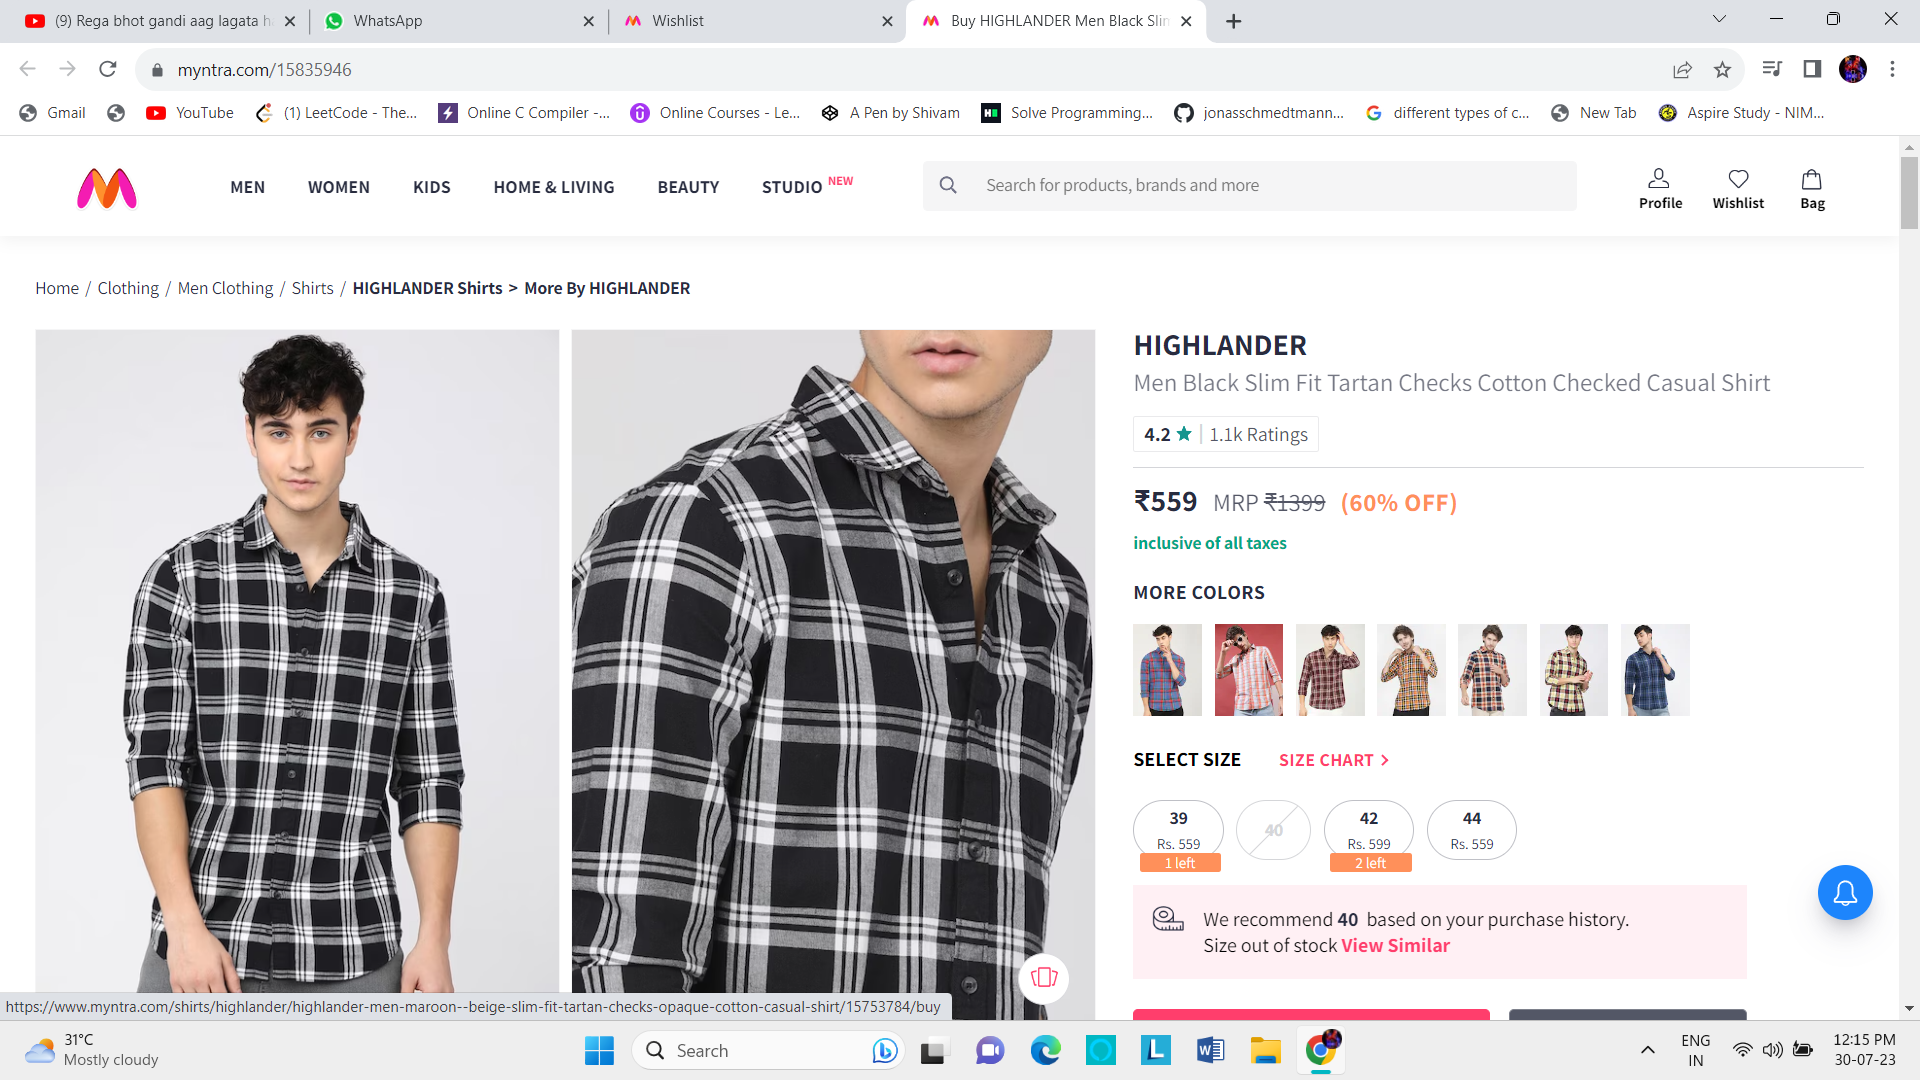 (9) Rega bhot gandi aag lagata h
WhatsApp
Wishlist
Buy HIGHLANDER Men Black Slim
myntra.com/15835946
Gmail
YouTube
(1) LeetCode - The...
Online C Compiler -...
Online Courses - Le...
A Pen by Shivam
Solve Programming...
jonasschmedtmann...
different types of c...
New Tab
Aspire Study - NIM...
MEN
WOMEN
KIDS
HOME & LIVING
BEAUTY
STUDIO NEW
Search for products, brands and more
Profile
Wishlist
Bag
Home / Clothing / Men Clothing / Shirts / HIGHLANDER Shirts > More By HIGHLANDER
HIGHLANDER
Men Black Slim Fit Tartan Checks Cotton Checked Casual Shirt
4.2 ★ | 1.1k Ratings
₹559 MRP ₹1399 (60% OFF)
inclusive of all taxes
MORE COLORS
SELECT SIZE SIZE CHART >
39
Rs. 559
1 left
40
42
Rs. 599
2 left
44
Rs. 559
We recommend 40 based on your purchase history.
Size out of stock View Similar
https://www.myntra.com/shirts/highlander/highlander-men-maroon--beige-slim-fit-tartan-checks-opaque-cotton-casual-shirt/15753784/buy
31°C
Mostly cloudy
Search
ENG
IN
12:15 PM
30-07-23